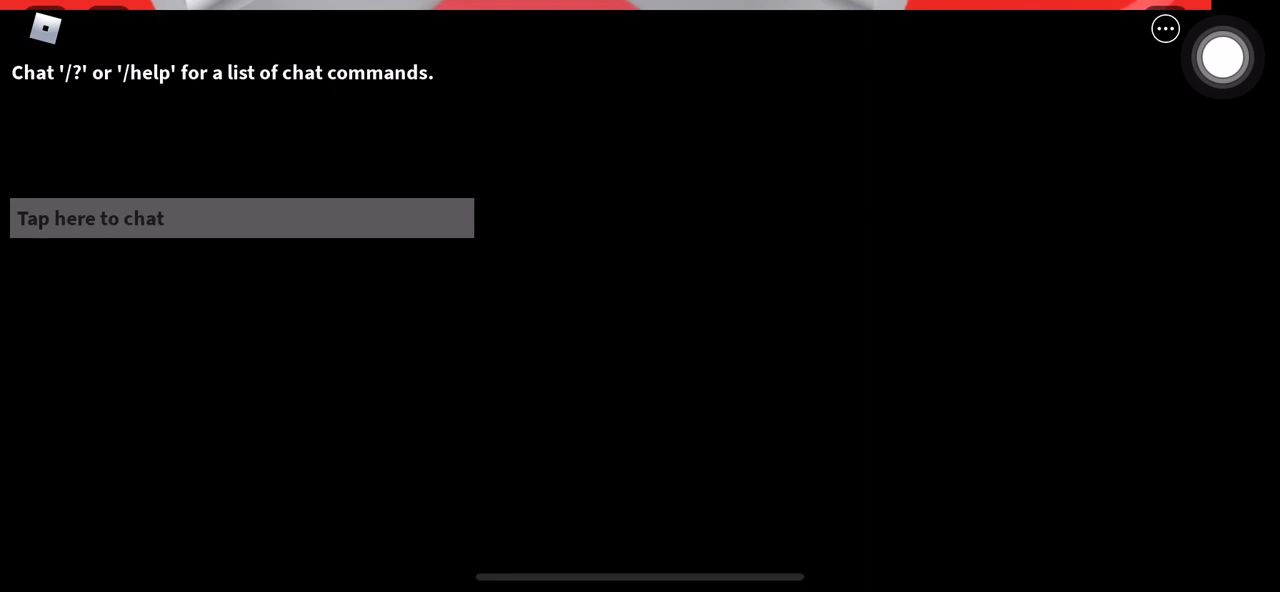 Chat '/?' or '/help' for a list of chat commands.
Tap here to chat